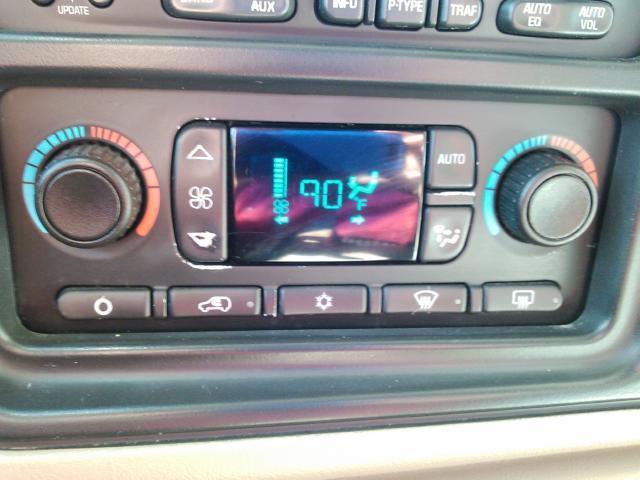 UPDATE
AUX
INFO
P-TYPE
TRAF
AUTO EQ
AUTO VOL
AUTO
90°F